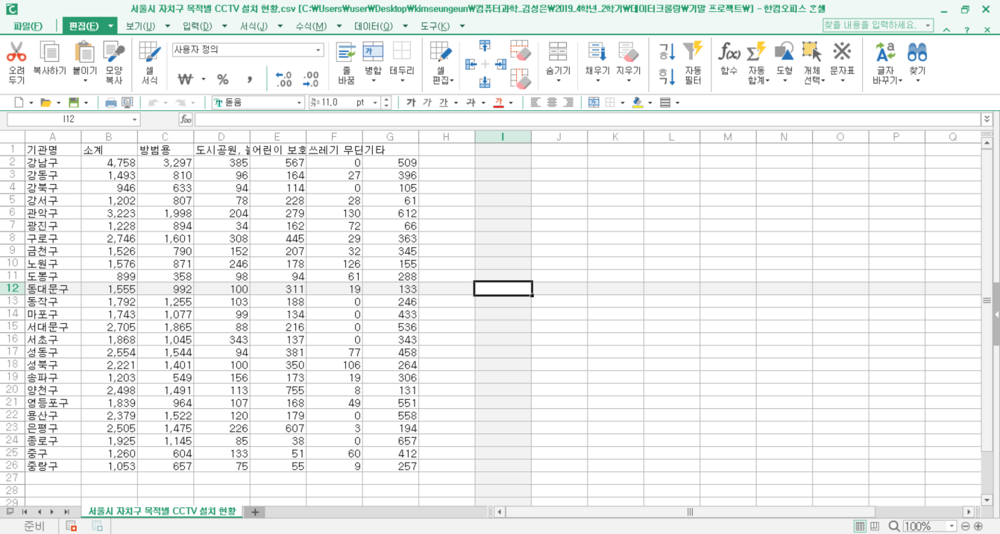 서울시 자치구 목적별 CCTV 설치 현황.csv [C:₩Users₩user₩Desktop₩kimseungeun₩컴퓨터과학_김성은₩2019_4학년_2학기₩데이터크롤링₩기말 프로젝트₩] - 한컴오피스 한셀
파일(F) 편집(E) 보기(U) 입력(D) 서식(J) 수식(M) 데이터(Q) 도구(K) 찾을 내용을 입력하세요.
오려두기 복사하기 붙이기 모양 복사 셀 서식 사용자 정의 줄 바꿈 병합 테두리 셀 편집 숨기기 채우기 지우기 자동 필터 함수 자동 합계 도형 개체 선택 문자표 글자 바꾸기 찾기
₩ % , .00 .00
돋움 11,0 pt 가 가 가 가 가
I12
A B C D E F G H I J K L M N O P Q
1 기관명 소계 방범용 도시공원, 어린이 보호 쓰레기 무단 기타
2 강남구 4,758 3,297 385 567 0 509
3 강동구 1,493 810 96 164 27 396
4 강북구 946 633 94 114 0 105
5 강서구 1,202 807 78 228 28 61
6 관악구 3,223 1,998 204 279 130 612
7 광진구 1,228 894 34 162 72 66
8 구로구 2,746 1,601 308 445 29 363
9 금천구 1,526 790 152 207 32 345
10 노원구 1,576 871 246 178 126 155
11 도봉구 899 358 98 94 61 288
12 동대문구 1,555 992 100 311 19 133
13 동작구 1,792 1,255 103 188 0 246
14 마포구 1,743 1,077 99 134 0 433
15 서대문구 2,705 1,865 88 216 0 536
16 서초구 1,868 1,045 343 137 0 343
17 성동구 2,554 1,544 94 381 77 458
18 성북구 2,221 1,401 100 350 106 264
19 송파구 1,203 549 156 173 19 306
20 양천구 2,498 1,491 113 755 8 131
21 영등포구 1,839 964 107 168 49 551
22 용산구 2,379 1,522 120 179 0 558
23 은평구 2,505 1,475 226 607 3 194
24 종로구 1,925 1,145 85 38 0 657
25 중구 1,260 604 133 51 60 412
26 중랑구 1,053 657 75 55 9 257
27
28
29
서울시 자치구 목적별 CCTV 설치 현황
준비 100%